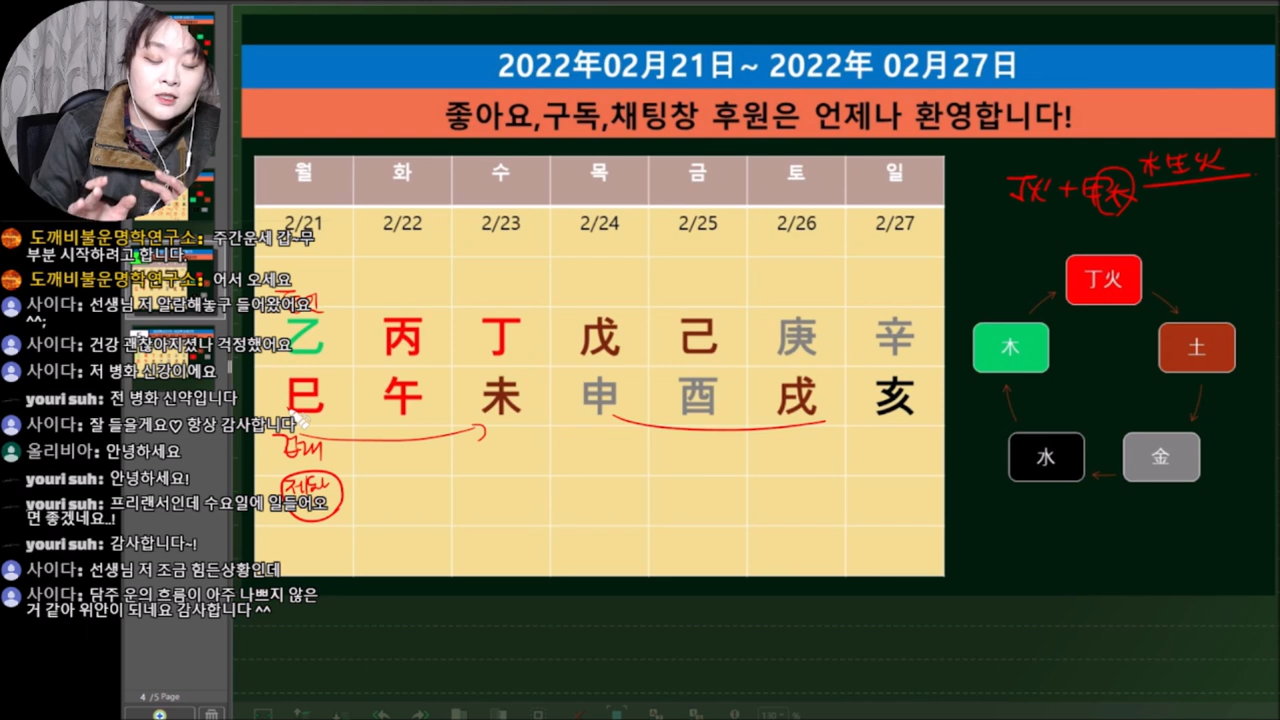 2022年02月21日~ 2022年 02月27日
좋아요,구독,채팅창 후원은 언제나 환영합니다!
월 화 수 목 금 토 일
2/21 2/22 2/23 2/24 2/25 2/26 2/27
乙 丙 丁 戊 己 庚 辛
巳 午 未 申 酉 戌 亥
水生火
丁火
木
土
水
金
도깨비불운명학연구소: 주간운세 갑~무
부분 시작하려고 합니다.
도깨비불운명학연구소: 어서 오세요
사이다: 선생님 저 알람해놓구 들어왔어요
^^;
사이다: 건강 괜찮아지셨나 걱정했어요
사이다: 저 병화 신강이에요
youri suh: 전 병화 신약입니다
사이다: 잘 들을게요♡ 항상 감사합니다
올리비아: 안녕하세요
youri suh: 안녕하세요!
youri suh: 프리랜서인데 수요일에 일들어오
면 좋겠네요..!
youri suh: 감사합니다~!
사이다: 선생님 저 조금 힘든상황인데
사이다: 담주 운의 흐름이 아주 나쁘지 않은
거 같아 위안이 되네요 감사합니다 ^^
4 /5 Page
130 %